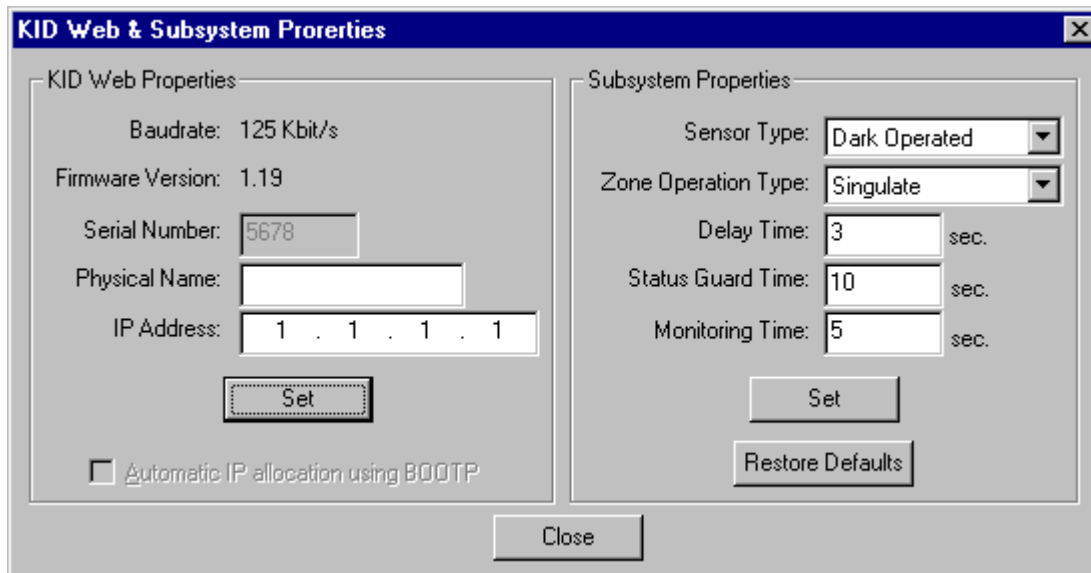 KID Web & Subsystem Prorerties
KID Web Properties
Baudrate: 125 Kbit/s
Firmware Version: 1.19
Serial Number: 5678
Physical Name:
IP Address: 1 . 1 . 1 . 1
Set
Automatic IP allocation using BOOTP
Subsystem Properties
Sensor Type: Dark Operated
Zone Operation Type: Singulate
Delay Time: 3 sec.
Status Guard Time: 10 sec.
Monitoring Time: 5 sec.
Set
Restore Defaults
Close